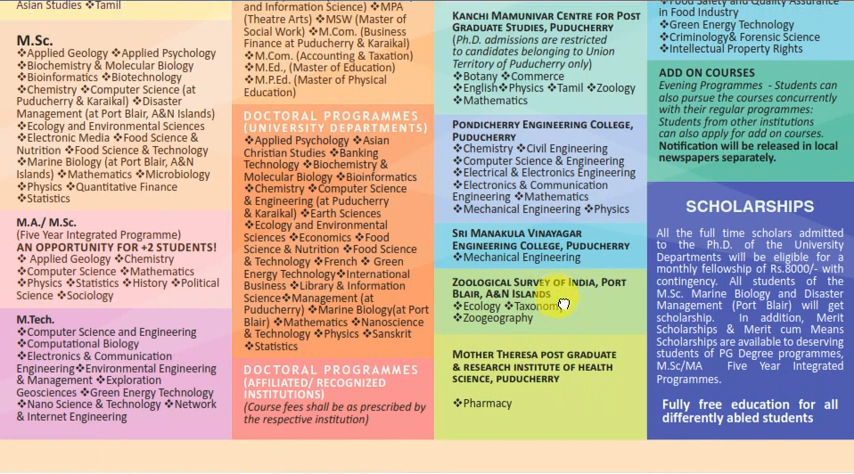 Asian Studies ❖Tamil
M.Sc.
❖Applied Geology ❖Applied Psychology
❖Biochemistry & Molecular Biology
❖Bioinformatics ❖Biotechnology
❖Chemistry ❖Computer Science (at
Puducherry & Karaikal) ❖Disaster
Management (at Port Blair, A&N Islands)
❖Ecology and Environmental Sciences
❖Electronic Media ❖Food Science &
Nutrition ❖Food Science & Technology
❖Marine Biology (at Port Blair, A&N
Islands) ❖Mathematics ❖Microbiology
❖Physics ❖Quantitative Finance
❖Statistics
M.A./ M.Sc.
(Five Year Integrated Programme)
AN OPPORTUNITY FOR +2 STUDENTS!
❖ Applied Geology ❖Chemistry
❖Computer Science ❖Mathematics
❖Physics ❖Statistics ❖History ❖Political
Science ❖Sociology
M.Tech.
❖Computer Science and Engineering
❖Computational Biology
❖Electronics & Communication
Engineering❖Environmental Engineering
& Management ❖Exploration
Geosciences ❖Green Energy Technology
❖Nano Science & Technology ❖Network
& Internet Engineering
and Information Science) ❖MPA
(Theatre Arts) ❖MSW (Master of
Social Work) ❖M.Com. (Business
Finance at Puducherry & Karaikal)
❖M.Com. (Accounting & Taxation)
❖M.Ed., (Master of Education)
❖M.P.Ed. (Master of Physical
Education)
DOCTORAL PROGRAMMES
(UNIVERSITY DEPARTMENTS)
❖Applied Psychology ❖Asian
Christian Studies ❖Banking
Technology ❖Biochemistry &
Molecular Biology ❖Bioinformatics
❖Chemistry ❖Computer Science
& Engineering (at Puducherry
& Karaikal) ❖Earth Sciences
❖Ecology and Environmental
Sciences ❖Economics ❖Food
Science & Nutrition ❖Food Science
& Technology ❖French ❖ Green
Energy Technology❖International
Business ❖Library & Information
Science❖Management (at
Puducherry) ❖Marine Biology(at Port
Blair) ❖Mathematics ❖Nanoscience
& Technology ❖Physics ❖Sanskrit
❖Statistics
DOCTORAL PROGRAMMES
(AFFILIATED/ RECOGNIZED
INSTITUTIONS)
(Course fees shall be as prescribed by
the respective institution)
KANCHI MAMUNIVAR CENTRE FOR POST
GRADUATE STUDIES, PUDUCHERRY
(Ph.D. admissions are restricted
to candidates belonging to Union
Territory of Puducherry only)
❖Botany ❖Commerce
❖English❖Physics ❖Tamil ❖Zoology
❖Mathematics
PONDICHERRY ENGINEERING COLLEGE,
PUDUCHERRY
❖Chemistry ❖Civil Engineering
❖Computer Science & Engineering
❖Electrical & Electronics Engineering
❖Electronics & Communication
Engineering ❖Mathematics
❖Mechanical Engineering ❖Physics
SRI MANAKULA VINAYAGAR
ENGINEERING COLLEGE, PUDUCHERRY
❖Mechanical Engineering
ZOOLOGICAL SURVEY OF INDIA, PORT
BLAIR, A&N ISLANDS
❖Ecology ❖Taxonomy
❖Zoogeography
MOTHER THERESA POST GRADUATE
& RESEARCH INSTITUTE OF HEALTH
SCIENCE, PUDUCHERRY
❖Pharmacy
❖Food Safety and Quality Assurance
in Food Industry
❖Green Energy Technology
❖Criminology& Forensic Science
❖Intellectual Property Rights
ADD ON COURSES
Evening Programmes - Students can
also pursue the courses concurrently
with their regular programmes.
Students from other institutions
can also apply for add on courses.
Notification will be released in local
newspapers separately.
SCHOLARSHIPS
All the full time scholars admitted
to the Ph.D. of the University
Departments will be eligible for a
monthly fellowship of Rs.8000/- with
contingency. All students of the
M.Sc. Marine Biology and Disaster
Management (Port Blair) will get
scholarship. In addition, Merit
Scholarships & Merit cum Means
Scholarships are available to deserving
students of PG Degree programmes,
M.Sc/MA Five Year Integrated
Programmes.
Fully free education for all
differently abled students